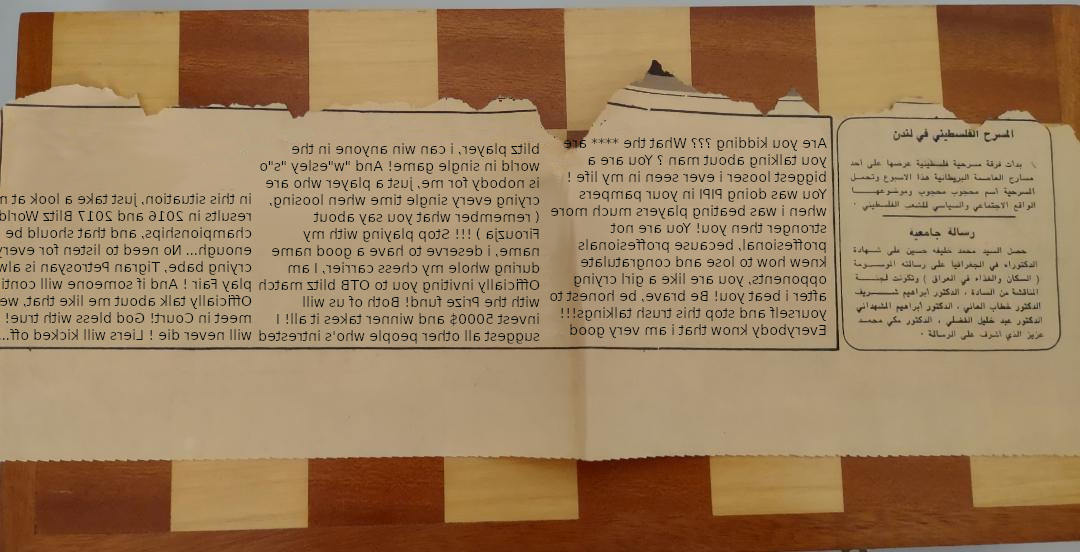 المسرح الفلسطيني في لندن
بدأت فرقة مسرحية فلسطينية عرضها على احد
مسارح العاصمة البريطانية هذا الاسبوع وتحمل
المسرحية اسم محجوب محجوب وموضوعهـا
الواقع الاجتماعي والسياسي للشعب الفلسطيني ٠
رسالة جامعية
حصل السيد محمد خليفه حسين على شـهادة
الدكتوراه في الجغرافيا على رسالته الموسـومة
( السكان والغذاء في العراق ) وتكونت لجنـة
المناقشة من السادة ، الدكتور ابراهيم شـريف
الدكتور خطاب العاني ، الدكتور ابراهيم المشهداني
الدكتور عبد خليل الفضلي ، الدكتور مكي محمـد
عزيز الذي اشرف على الرسالة ٠
Are you kidding ??? What the **** are
you talking about man ? You are a
biggest looser i ever seen in my life !
You was doing PIPI in your pampers
when i was beating players much more
stronger then you! You are not
proffesional, because proffesionals
knew how to lose and congratulate
opponents, you are like a girl crying
after i beat you! Be brave, be honest to
yourself and stop this trush talkings!!!
Everybody know that i am very good
blitz player, i can win anyone in the
world in single game! And "w"esley "s"o
is nobody for me, just a player who are
crying every single time when loosing,
( remember what you say about
Firouzja ) !!! Stop playing with my
name, i deserve to have a good name
during whole my chess carrier, I am
Officially inviting you to OTB blitz match
with the Prize fund! Both of us will
invest 5000$ and winner takes it all! I
suggest all other people who's intrested
in this situation, just take a look at m
results in 2016 and 2017 Blitz World
championships, and that should be
enough... No need to listen for every
crying babe, Tigran Petrosyan is alw
play Fair ! And if someone will conti
Officially talk about me like that, we
meet in Court! God bless with true!
will never die ! Liers will kicked off...